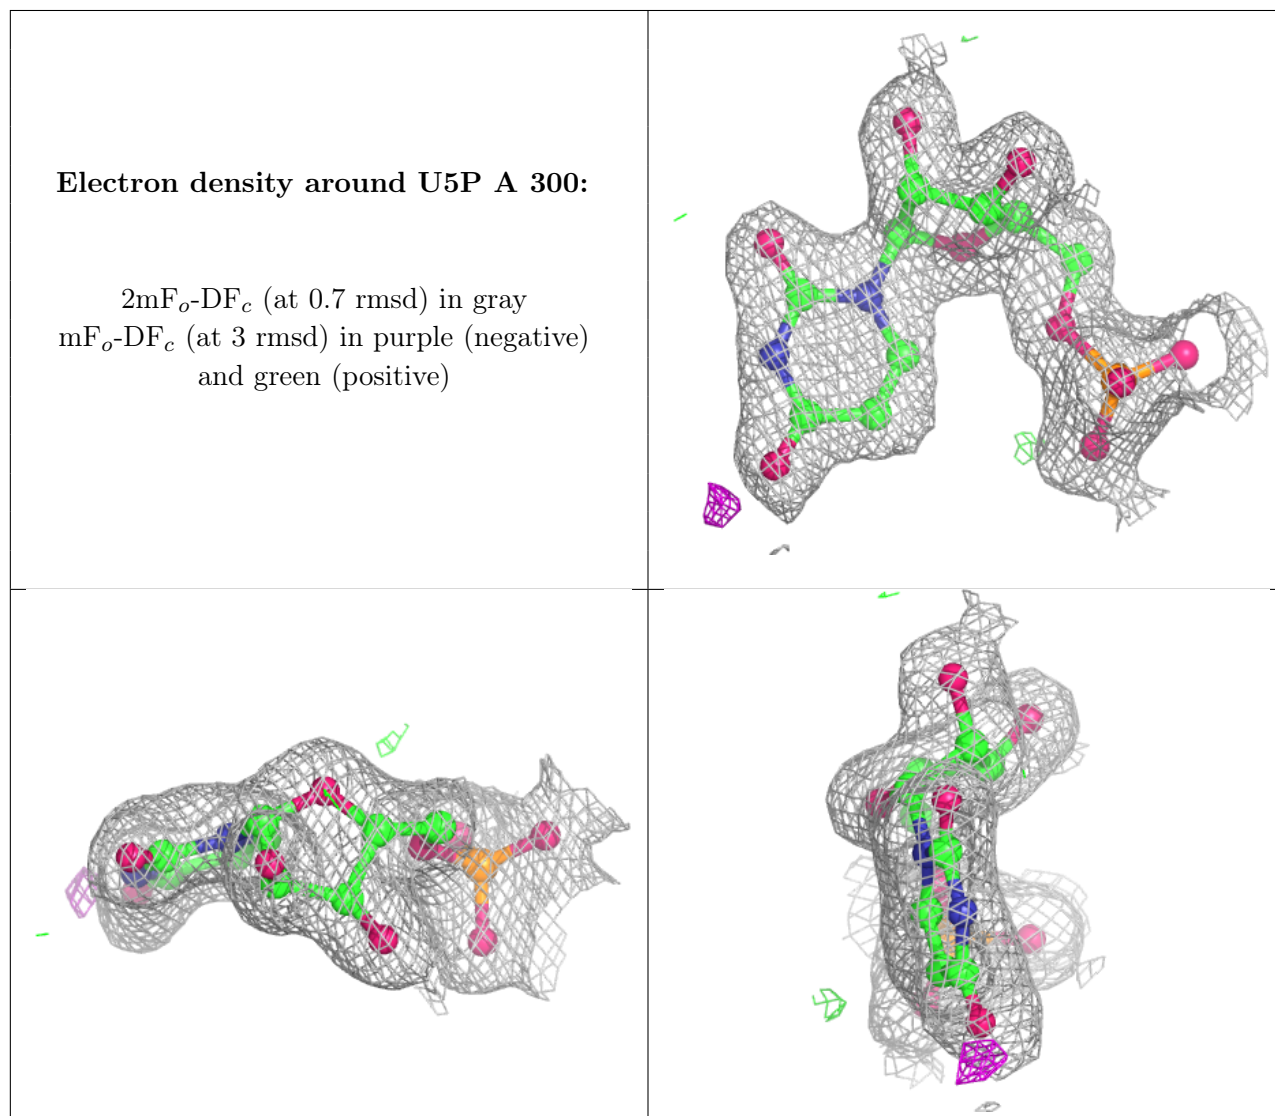 Electron density around U5P A 300:
2mFo-DFc (at 0.7 rmsd) in gray
mFo-DFc (at 3 rmsd) in purple (negative)
and green (positive)